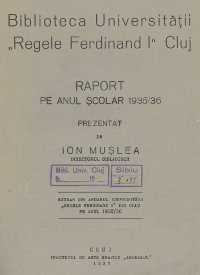 Biblioteca Universității
„Regele Ferdinand I" Cluj
RAPORT
PE ANUL ȘCOLAR 1935/36
PREZENTAT
DE
ION MUȘLEA
DIRECTORUL BIBLIOTECII
Bibl. Univ. Cluj
Sibiu
EXTRAS DIN ANUARUL UNIVERSITĂȚII
„REGELE FERDINAND I" DIN CLUJ
PE ANUL 1935/36
CLUJ
INSTITUTUL DE ARTE GRAFICE „ARDEALUL"
1937